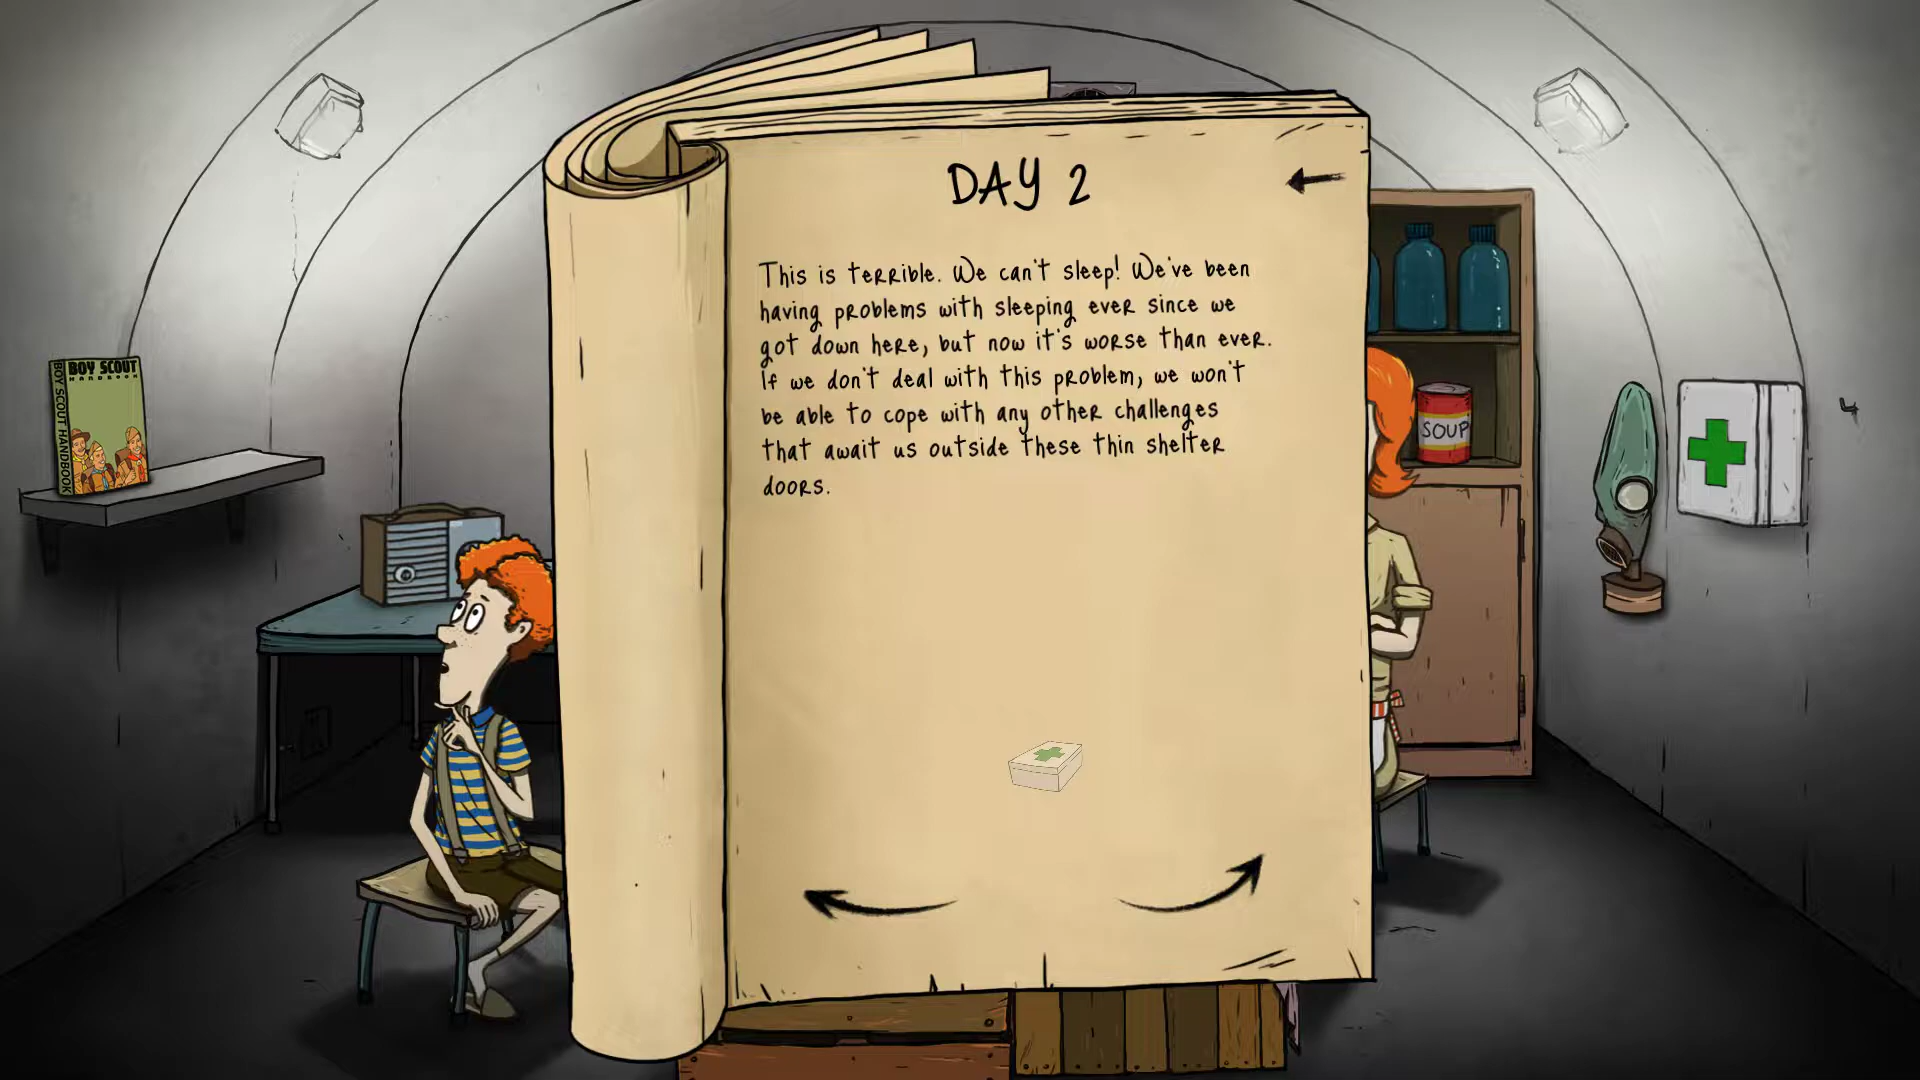 DAY 2
This is terrible. We can't sleep! We've been
having problems with sleeping ever since we
got down here, but now it's worse than ever.
If we don't deal with this problem, we won't
be able to cope with any other challenges
that await us outside these thin shelter
doors.
BOY SCOUT
HANDBOOK
BOY SCOUT HANDBOOK
SOUP